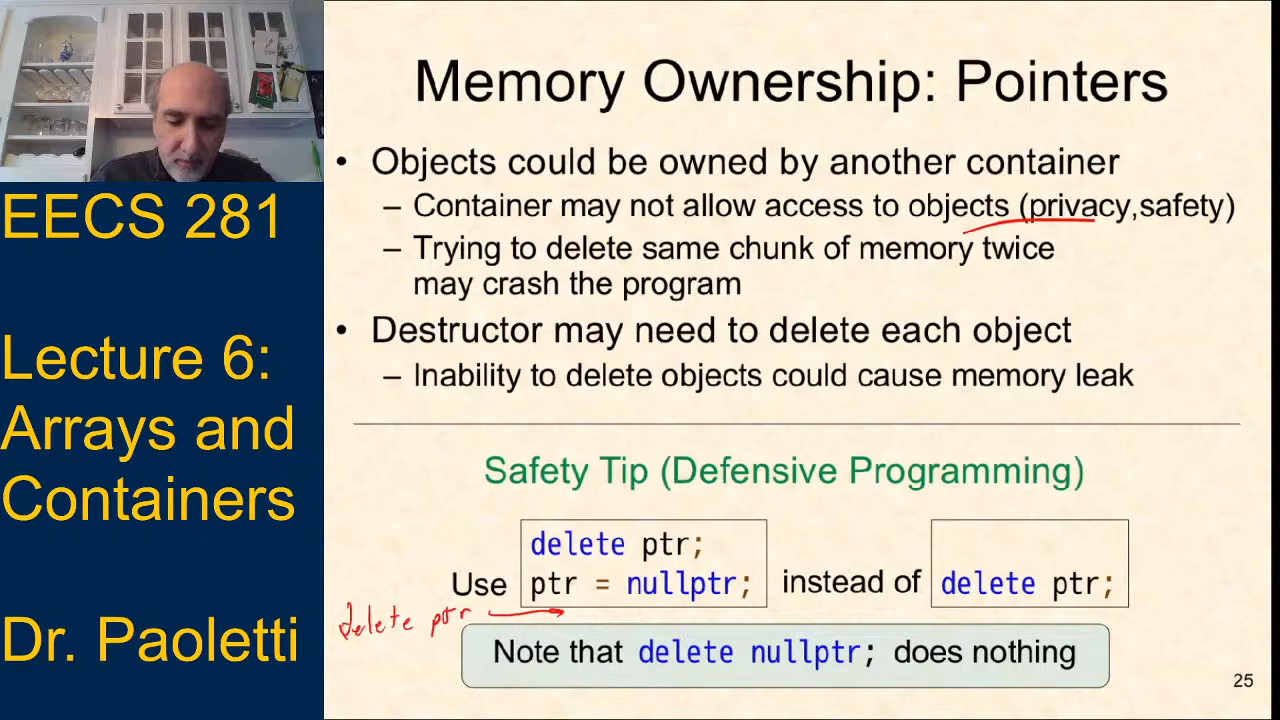 EECS 281
Lecture 6:
Arrays and
Containers
Dr. Paoletti
Memory Ownership: Pointers
• Objects could be owned by another container
– Container may not allow access to objects (privacy,safety)
– Trying to delete same chunk of memory twice
may crash the program
• Destructor may need to delete each object
– Inability to delete objects could cause memory leak
Safety Tip (Defensive Programming)
delete ptr;
Use ptr = nullptr; instead of delete ptr;
delete ptr
Note that delete nullptr; does nothing
25